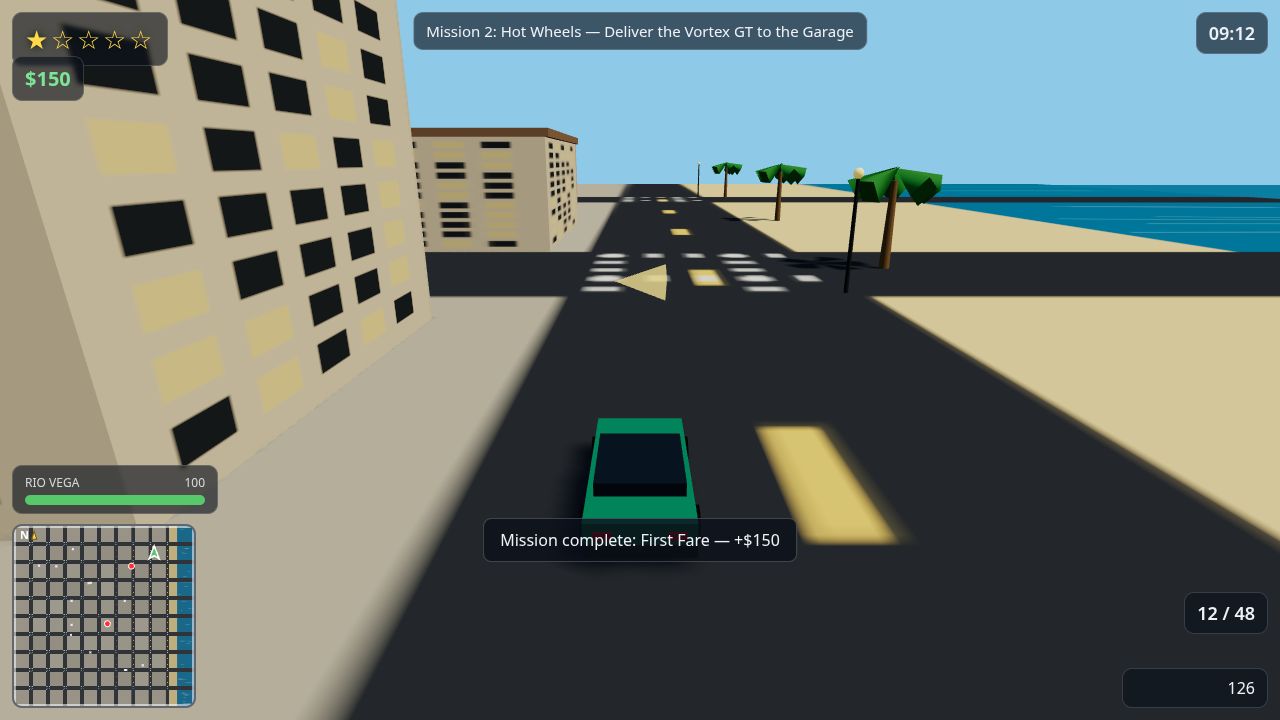 Mission 2: Hot Wheels — Deliver the Vortex GT to the Garage
09:12
$150
RIO VEGA 100
N
Mission complete: First Fare — +$150
12 / 48
126